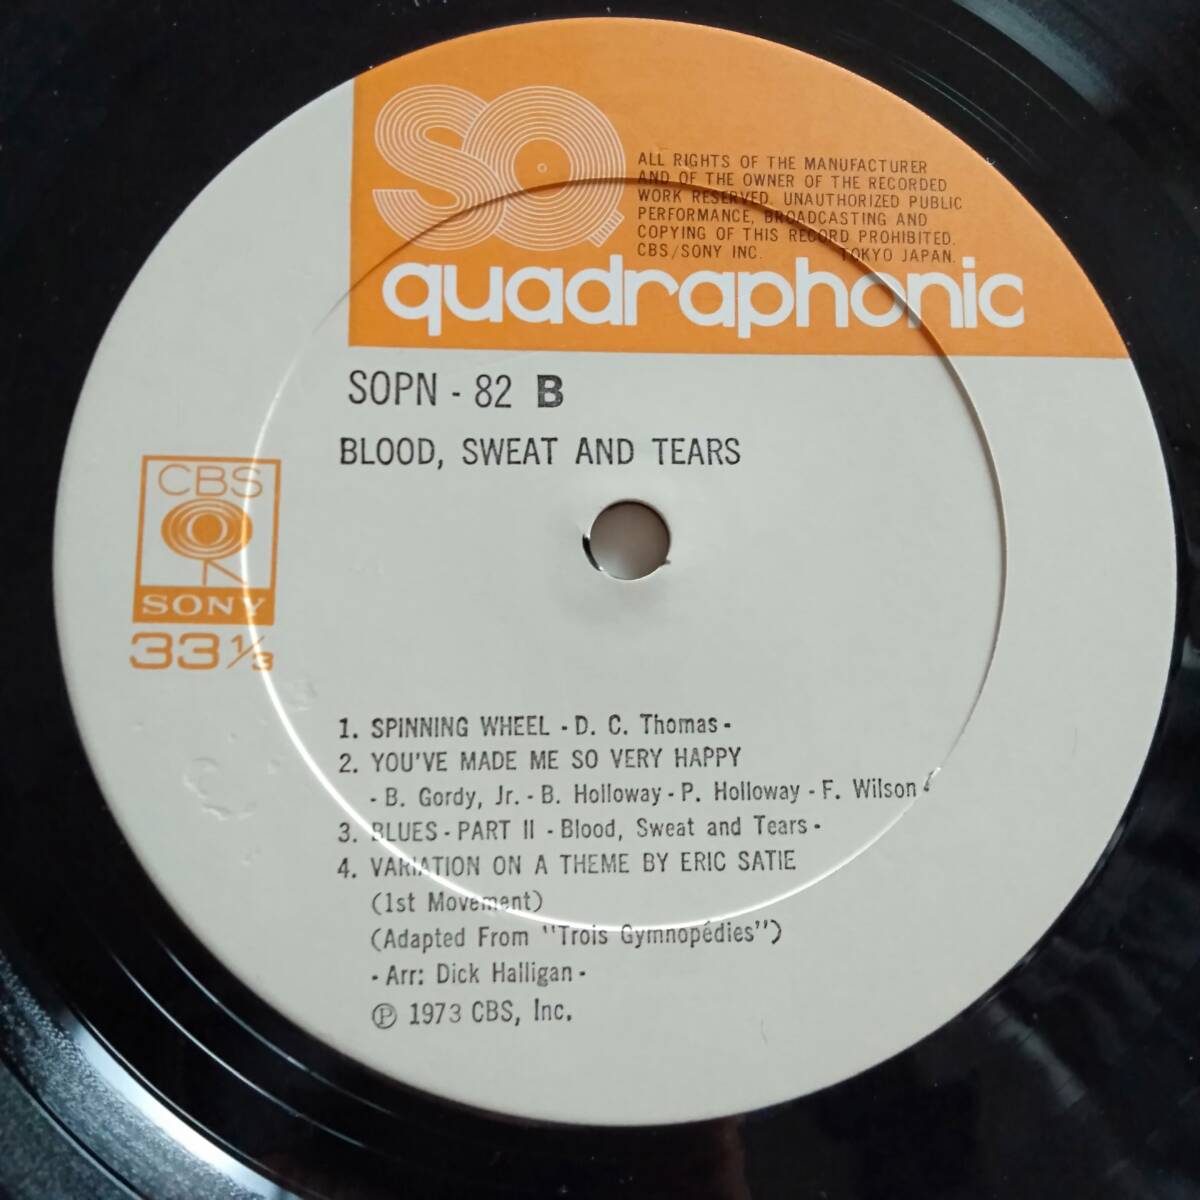 SQ
ALL RIGHTS OF THE MANUFACTURER
AND OF THE OWNER OF THE RECORDED
WORK RESERVED. UNAUTHORIZED PUBLIC
PERFORMANCE, BROADCASTING AND
COPYING OF THIS RECORD PROHIBITED.
CBS/SONY INC. TOKYO JAPAN.
quadraphonic
SOPN - 82 B
BLOOD, SWEAT AND TEARS
CBS
SONY
33 1/3
1. SPINNING WHEEL - D. C. Thomas -
2. YOU'VE MADE ME SO VERY HAPPY
- B. Gordy, Jr. - B. Holloway - P. Holloway - F. Wilson -
3. BLUES - PART II - Blood, Sweat and Tears -
4. VARIATION ON A THEME BY ERIC SATIE
(1st Movement)
(Adapted From "Trois Gymnopédies")
- Arr: Dick Halligan -
℗ 1973 CBS, Inc.